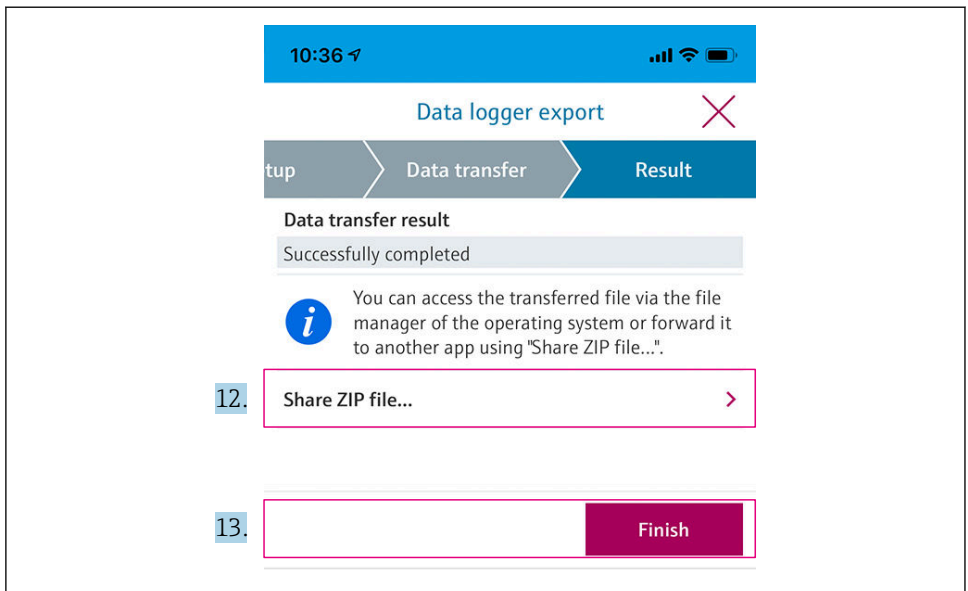 10:36
Data logger export
tup
Data transfer
Result
Data transfer result
Successfully completed
You can access the transferred file via the file
manager of the operating system or forward it
to another app using "Share ZIP file...".
12.
Share ZIP file...
13.
Finish